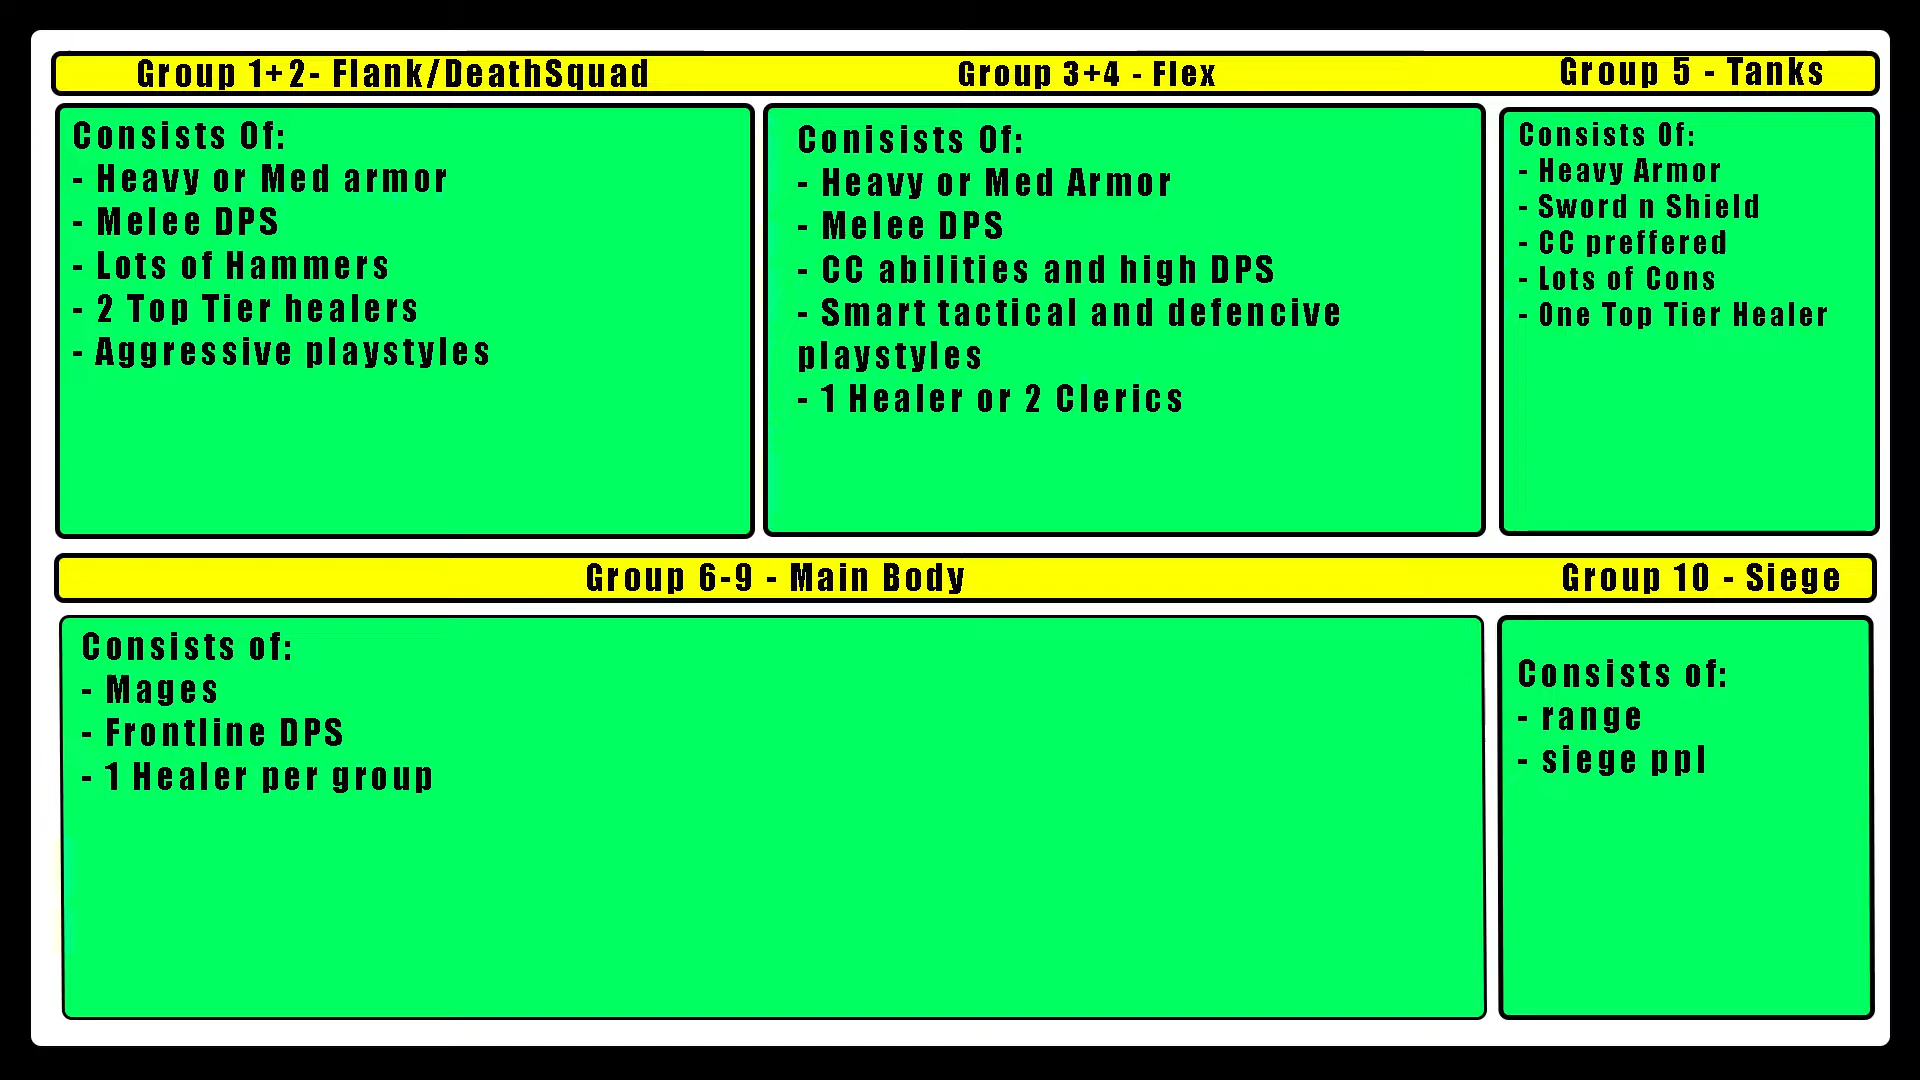 Group 1+2- Flank/DeathSquad
Group 3+4 - Flex
Group 5 - Tanks
Consists Of:
- Heavy or Med armor
- Melee DPS
- Lots of Hammers
- 2 Top Tier healers
- Aggressive playstyles
Conisists Of:
- Heavy or Med Armor
- Melee DPS
- CC abilities and high DPS
- Smart tactical and defencive
playstyles
- 1 Healer or 2 Clerics
Consists Of:
- Heavy Armor
- Sword n Shield
- CC preffered
- Lots of Cons
- One Top Tier Healer
Group 6-9 - Main Body
Group 10 - Siege
Consists of:
- Mages
- Frontline DPS
- 1 Healer per group
Consists of:
- range
- siege ppl